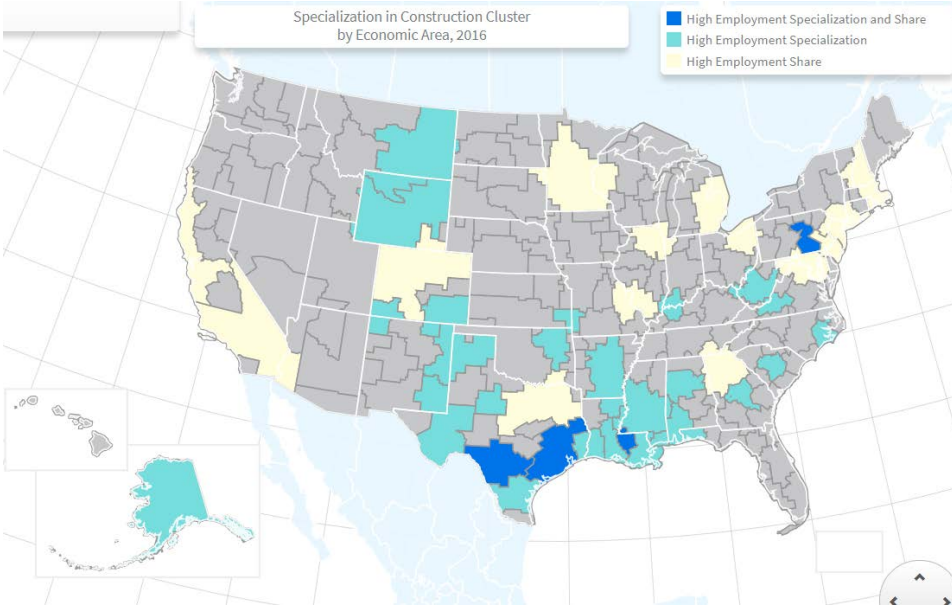 Specialization in Construction Cluster
by Economic Area, 2016
High Employment Specialization and Share
High Employment Specialization
High Employment Share